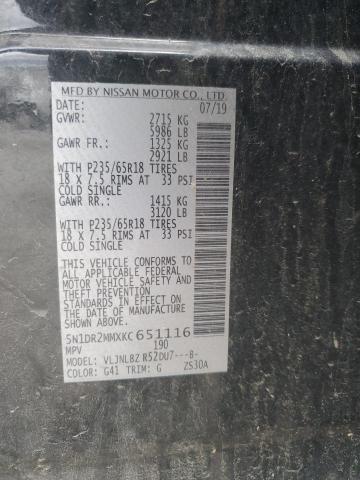 MFD BY NISSAN MOTOR CO., LTD.
DATE: 07/19
GVWR: 2715 KG
5986 LB
GAWR FR: 1325 KG
2921 LB
WITH P235/65R18 TIRES
18 X 7.5 RIMS AT 33 PSI
COLD SINGLE
GAWR RR: 1415 KG
3120 LB
WITH P235/65R18 TIRES
18 X 7.5 RIMS AT 33 PSI
COLD SINGLE
THIS VEHICLE CONFORMS TO
ALL APPLICABLE FEDERAL
MOTOR VEHICLE SAFETY AND
THEFT PREVENTION
STANDARDS IN EFFECT ON
THE DATE OF MANUFACTURE
SHOWN ABOVE.
5N1DR2MMXKC651116
MPV 190
VLJNLBZ R52DU7---B-
COLOR: G41 TRIM: G ZS30A